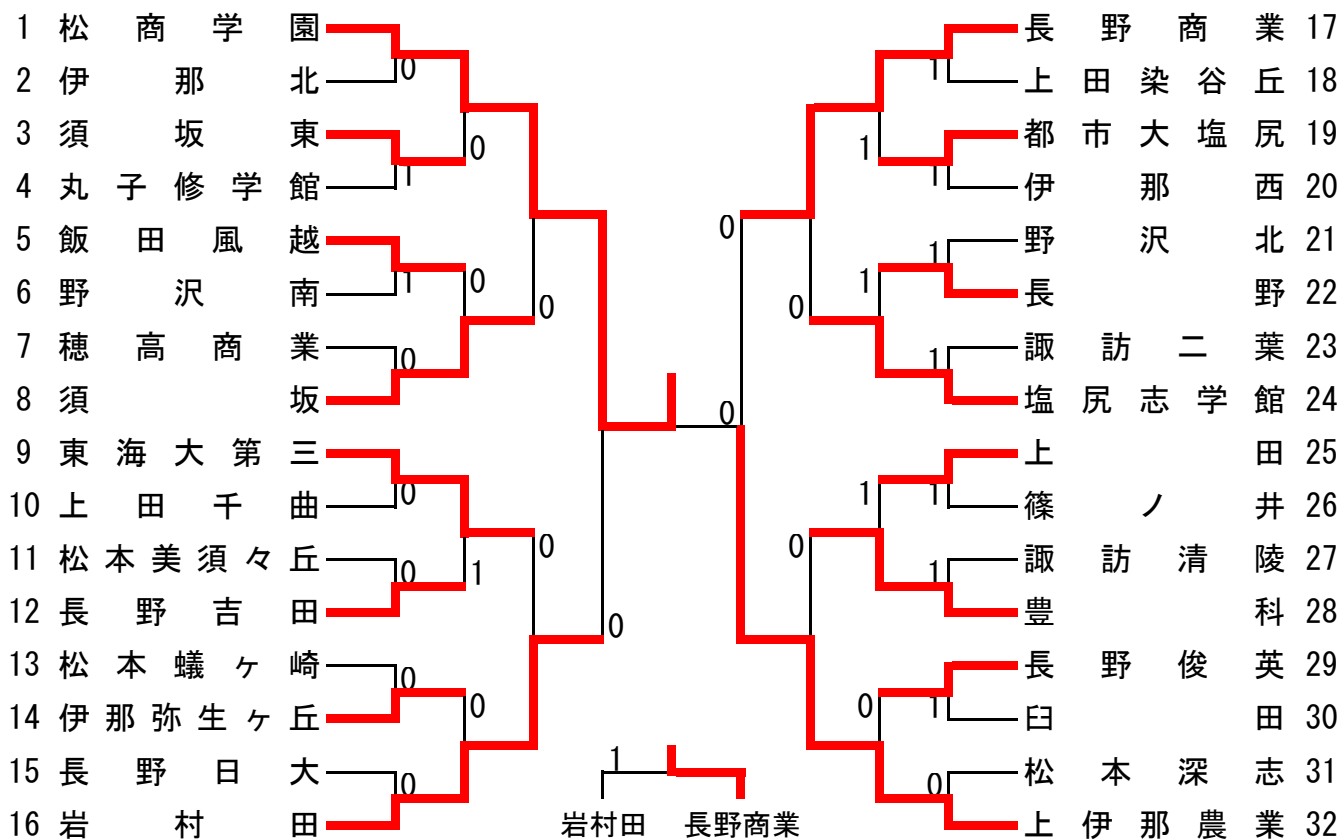 1 松商学園 長野商業 17
0 1
2 伊那北 上田染谷丘 18
3 須坂東 0 1 都市大塩尻 19
1 1
4 丸子修学館 伊那西 20
5 飯田風越 0 1 野沢北 21
1 0 1
6 野沢南 0 0 長野 22
7 穂高商業 諏訪二葉 23
0 1
8 須坂 0 塩尻志学館 24
9 東海大第三 上田 25
0 1 1
10 上田千曲 篠ノ井 26
11 松本美須々丘 0 0 諏訪清陵 27
0 1 1
12 長野吉田 0 豊科 28
13 松本蟻ヶ崎 長野俊英 29
0
14 伊那弥生ヶ丘 0 0 1 臼田 30
15 長野日大 1 松本深志 31
0 0
16 岩村田 岩村田 長野商業 上伊那農業 32